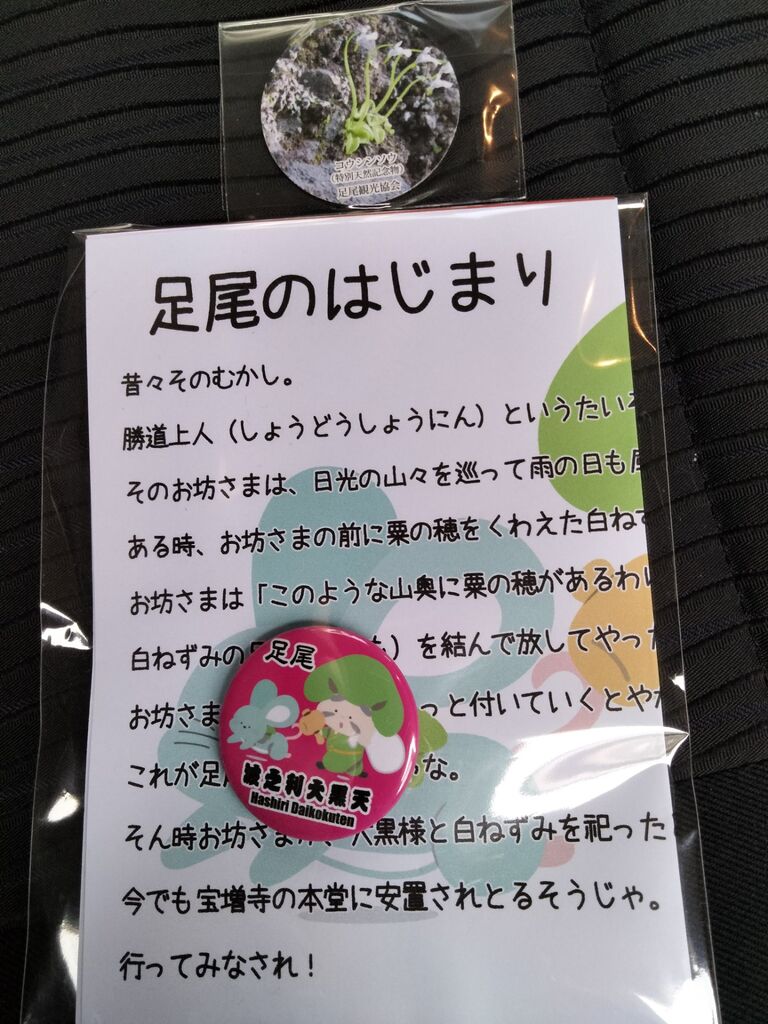 コウシンソウ
(特別天然記念物)
足尾観光協会
足尾のはじまり
昔々そのむかし。
勝道上人（しょうどうしょうにん）というたい
そのお坊さまは、日光の山々を巡って雨の日も
ある時、お坊さまの前に粟の穂をくわえた白ね
お坊さまは「このような山奥に粟の穂があるわ
白ねずみの ）を結んで放してやった
お坊さま っと付いていくとや
これが足 な。
そん時お坊さまが、大黒様と白ねずみを祀った
今でも宝増寺の本堂に安置されとるそうじゃ。
行ってみなされ！
足尾
波之利大黒天
Hashiri Daikokuten